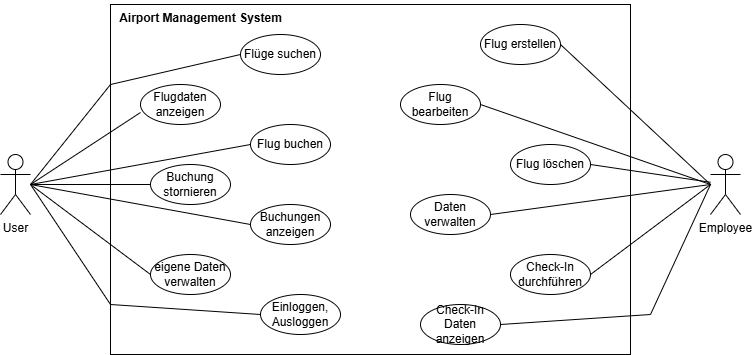 Airport Management System
Flüge suchen
Flug erstellen
Flugdaten
anzeigen
Flug
bearbeiten
Flug buchen
Flug löschen
Buchung
stornieren
Daten
verwalten
Buchungen
anzeigen
User
Employee
eigene Daten
verwalten
Check-In
durchführen
Einloggen,
Ausloggen
Check-In
Daten
anzeigen